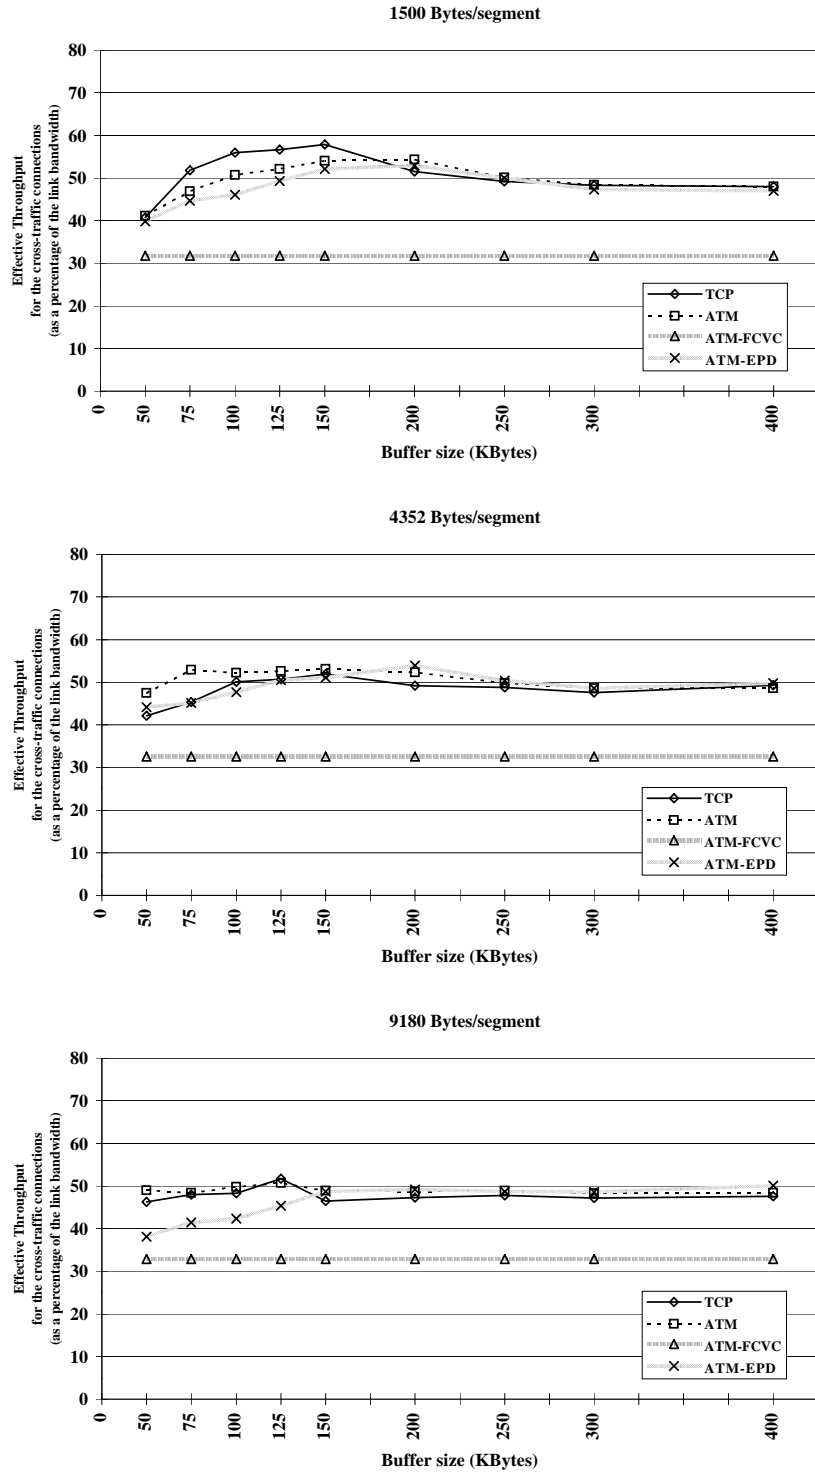 1500 Bytes/segment
Effective Throughput
for the cross-traffic connections
(as a percentage of the link bandwidth)
80
70
60
50
40
30
20
10
0
TCP
ATM
ATM-FCVC
ATM-EPD
0 50 75 100 125 150 200 250 300 400
Buffer size (KBytes)
4352 Bytes/segment
Effective Throughput
for the cross-traffic connections
(as a percentage of the link bandwidth)
80
70
60
50
40
30
20
10
0
TCP
ATM
ATM-FCVC
ATM-EPD
0 50 75 100 125 150 200 250 300 400
Buffer size (KBytes)
9180 Bytes/segment
Effective Throughput
for the cross-traffic connections
(as a percentage of the link bandwidth)
80
70
60
50
40
30
20
10
0
TCP
ATM
ATM-FCVC
ATM-EPD
0 50 75 100 125 150 200 250 300 400
Buffer size (KBytes)